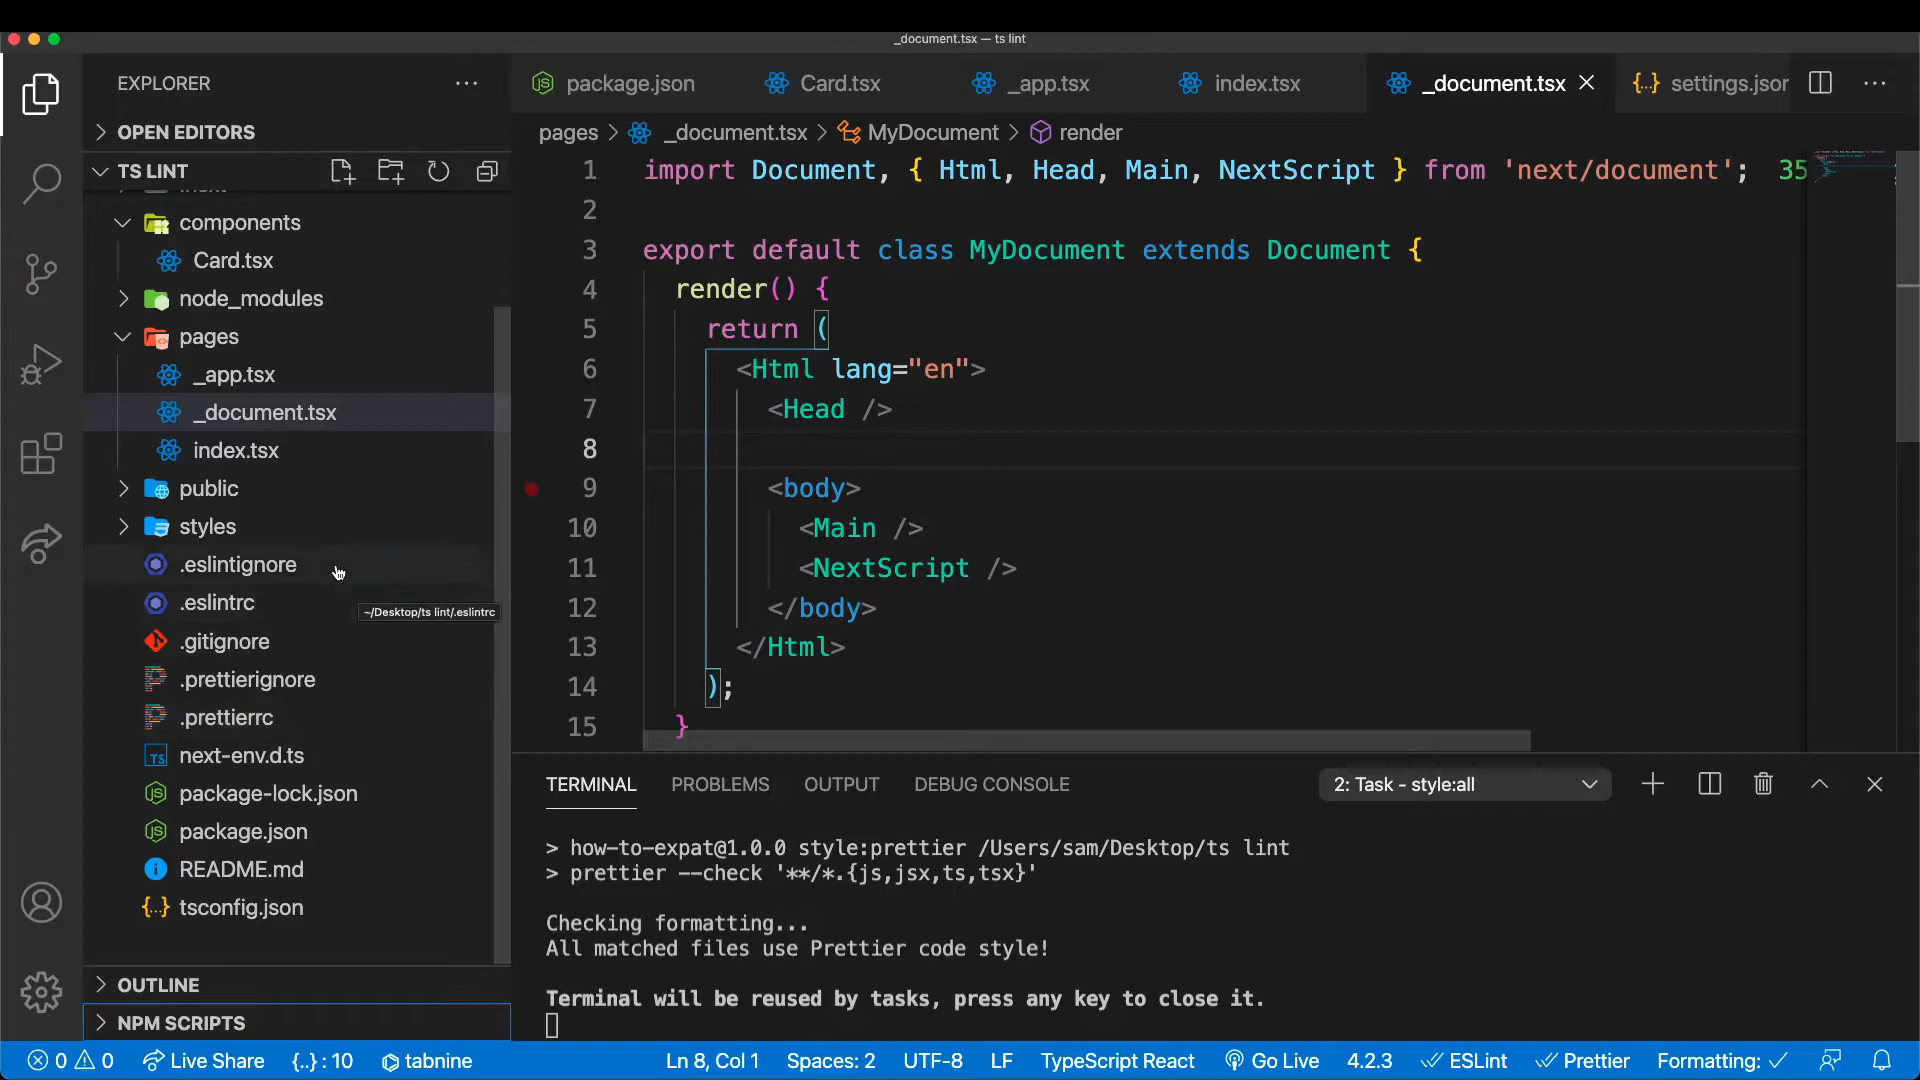 _document.tsx — ts lint
EXPLORER
package.json
Card.tsx
_app.tsx
index.tsx
_document.tsx
settings.jsor
OPEN EDITORS
TS LINT
components
Card.tsx
node_modules
pages
_app.tsx
_document.tsx
index.tsx
public
styles
.eslintignore
.eslintrc
~/Desktop/ts lint/.eslintrc
.gitignore
.prettierignore
.prettierrc
next-env.d.ts
package-lock.json
package.json
README.md
tsconfig.json
OUTLINE
NPM SCRIPTS
pages > _document.tsx > MyDocument > render
1 import Document, { Html, Head, Main, NextScript } from 'next/document'; 35
2
3 export default class MyDocument extends Document {
4 render() {
5 return (
6 <Html lang="en">
7 <Head />
8
9 <body>
10 <Main />
11 <NextScript />
12 </body>
13 </Html>
14 );
15 }
TERMINAL PROBLEMS OUTPUT DEBUG CONSOLE 2: Task - style:all
> how-to-expat@1.0.0 style:prettier /Users/sam/Desktop/ts lint
> prettier --check '**/*.{js,jsx,ts,tsx}'
Checking formatting...
All matched files use Prettier code style!
Terminal will be reused by tasks, press any key to close it.
0 0 Live Share {..} : 10 tabnine Ln 8, Col 1 Spaces: 2 UTF-8 LF TypeScript React Go Live 4.2.3 ESLint Prettier Formatting: ✓